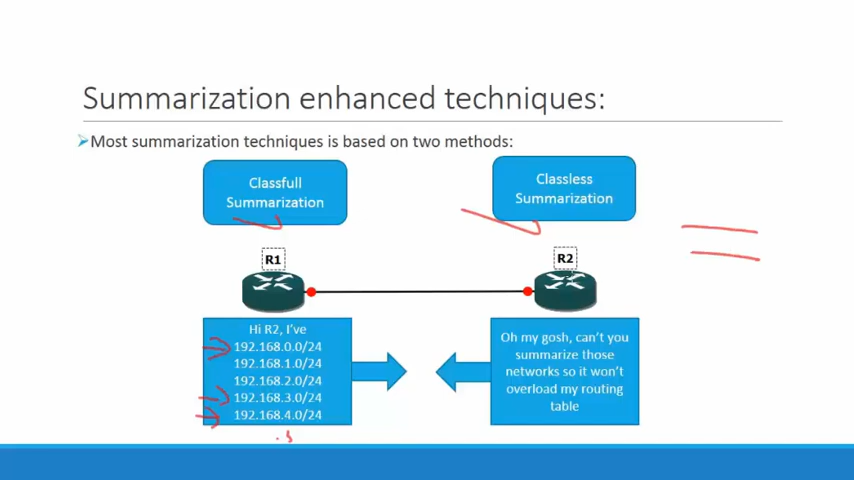 Summarization enhanced techniques:
Most summarization techniques is based on two methods:
Classfull
Summarization
Classless
Summarization
R1
R2
Hi R2, I've
192.168.0.0/24
192.168.1.0/24
192.168.2.0/24
192.168.3.0/24
192.168.4.0/24
Oh my gosh, can't you
summarize those
networks so it won't
overload my routing
table